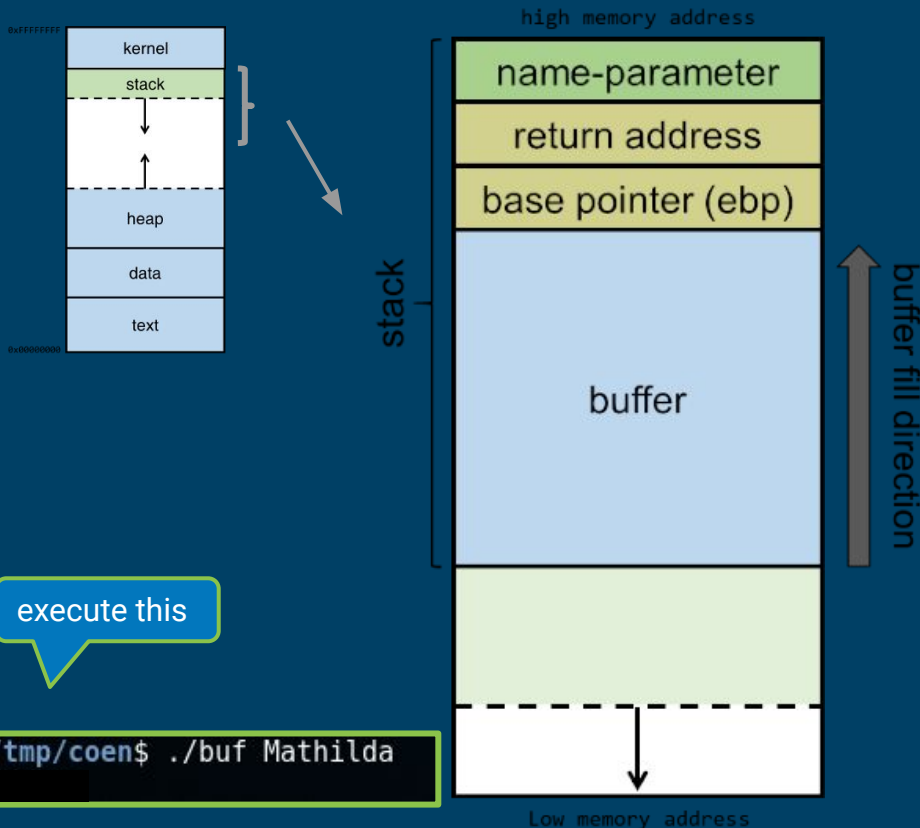 0xFFFFFFFF
kernel
stack
heap
data
text
0x00000000
high memory address
name-parameter
return address
base pointer (ebp)
buffer
stack
buffer fill direction
Low memory address
execute this
/tmp/coen$ ./buf Mathilda